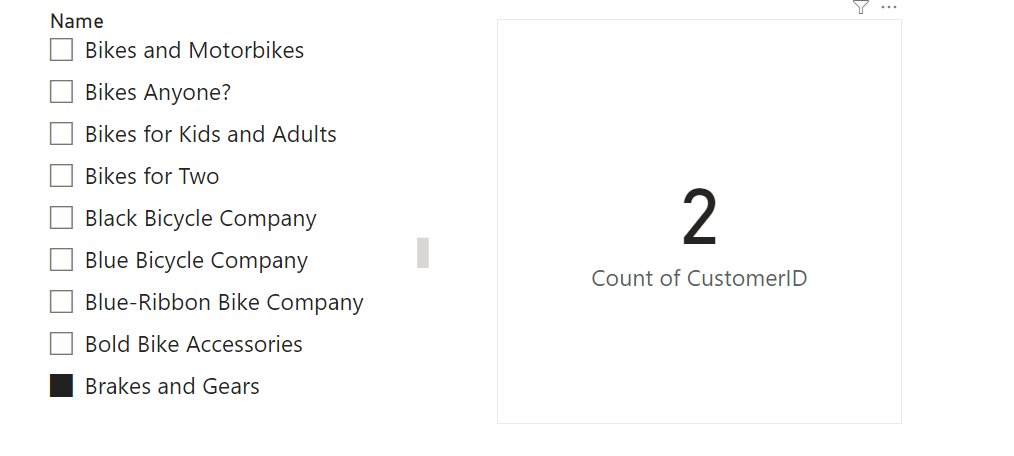 Name
Bikes and Motorbikes
Bikes Anyone?
Bikes for Kids and Adults
Bikes for Two
Black Bicycle Company
Blue Bicycle Company
Blue-Ribbon Bike Company
Bold Bike Accessories
Brakes and Gears
2
Count of CustomerID